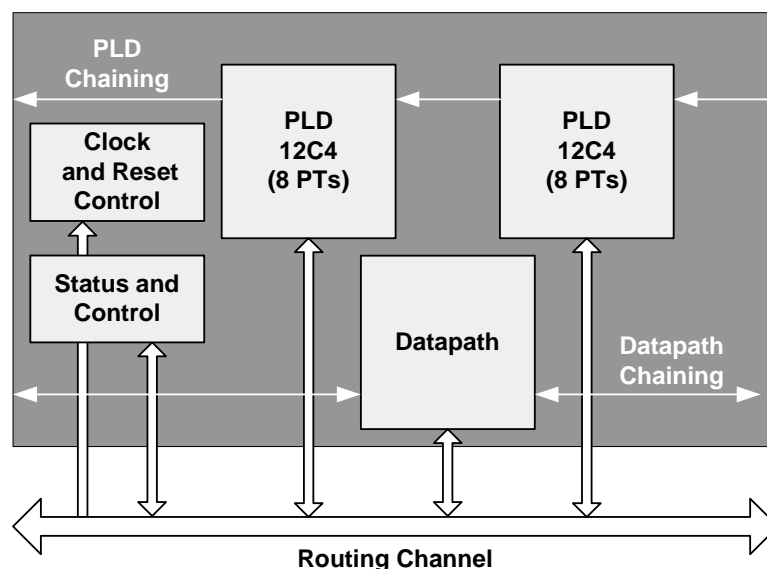 PLD
Chaining
PLD
12C4
(8 PTs)
PLD
12C4
(8 PTs)
Clock
and Reset
Control
Status and
Control
Datapath
Datapath
Chaining
Routing Channel